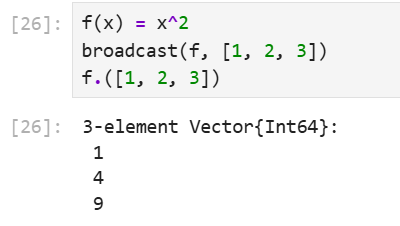 [26]: f(x) = x^2
broadcast(f, [1, 2, 3])
f.([1, 2, 3])
[26]: 3-element Vector{Int64}:
1
4
9